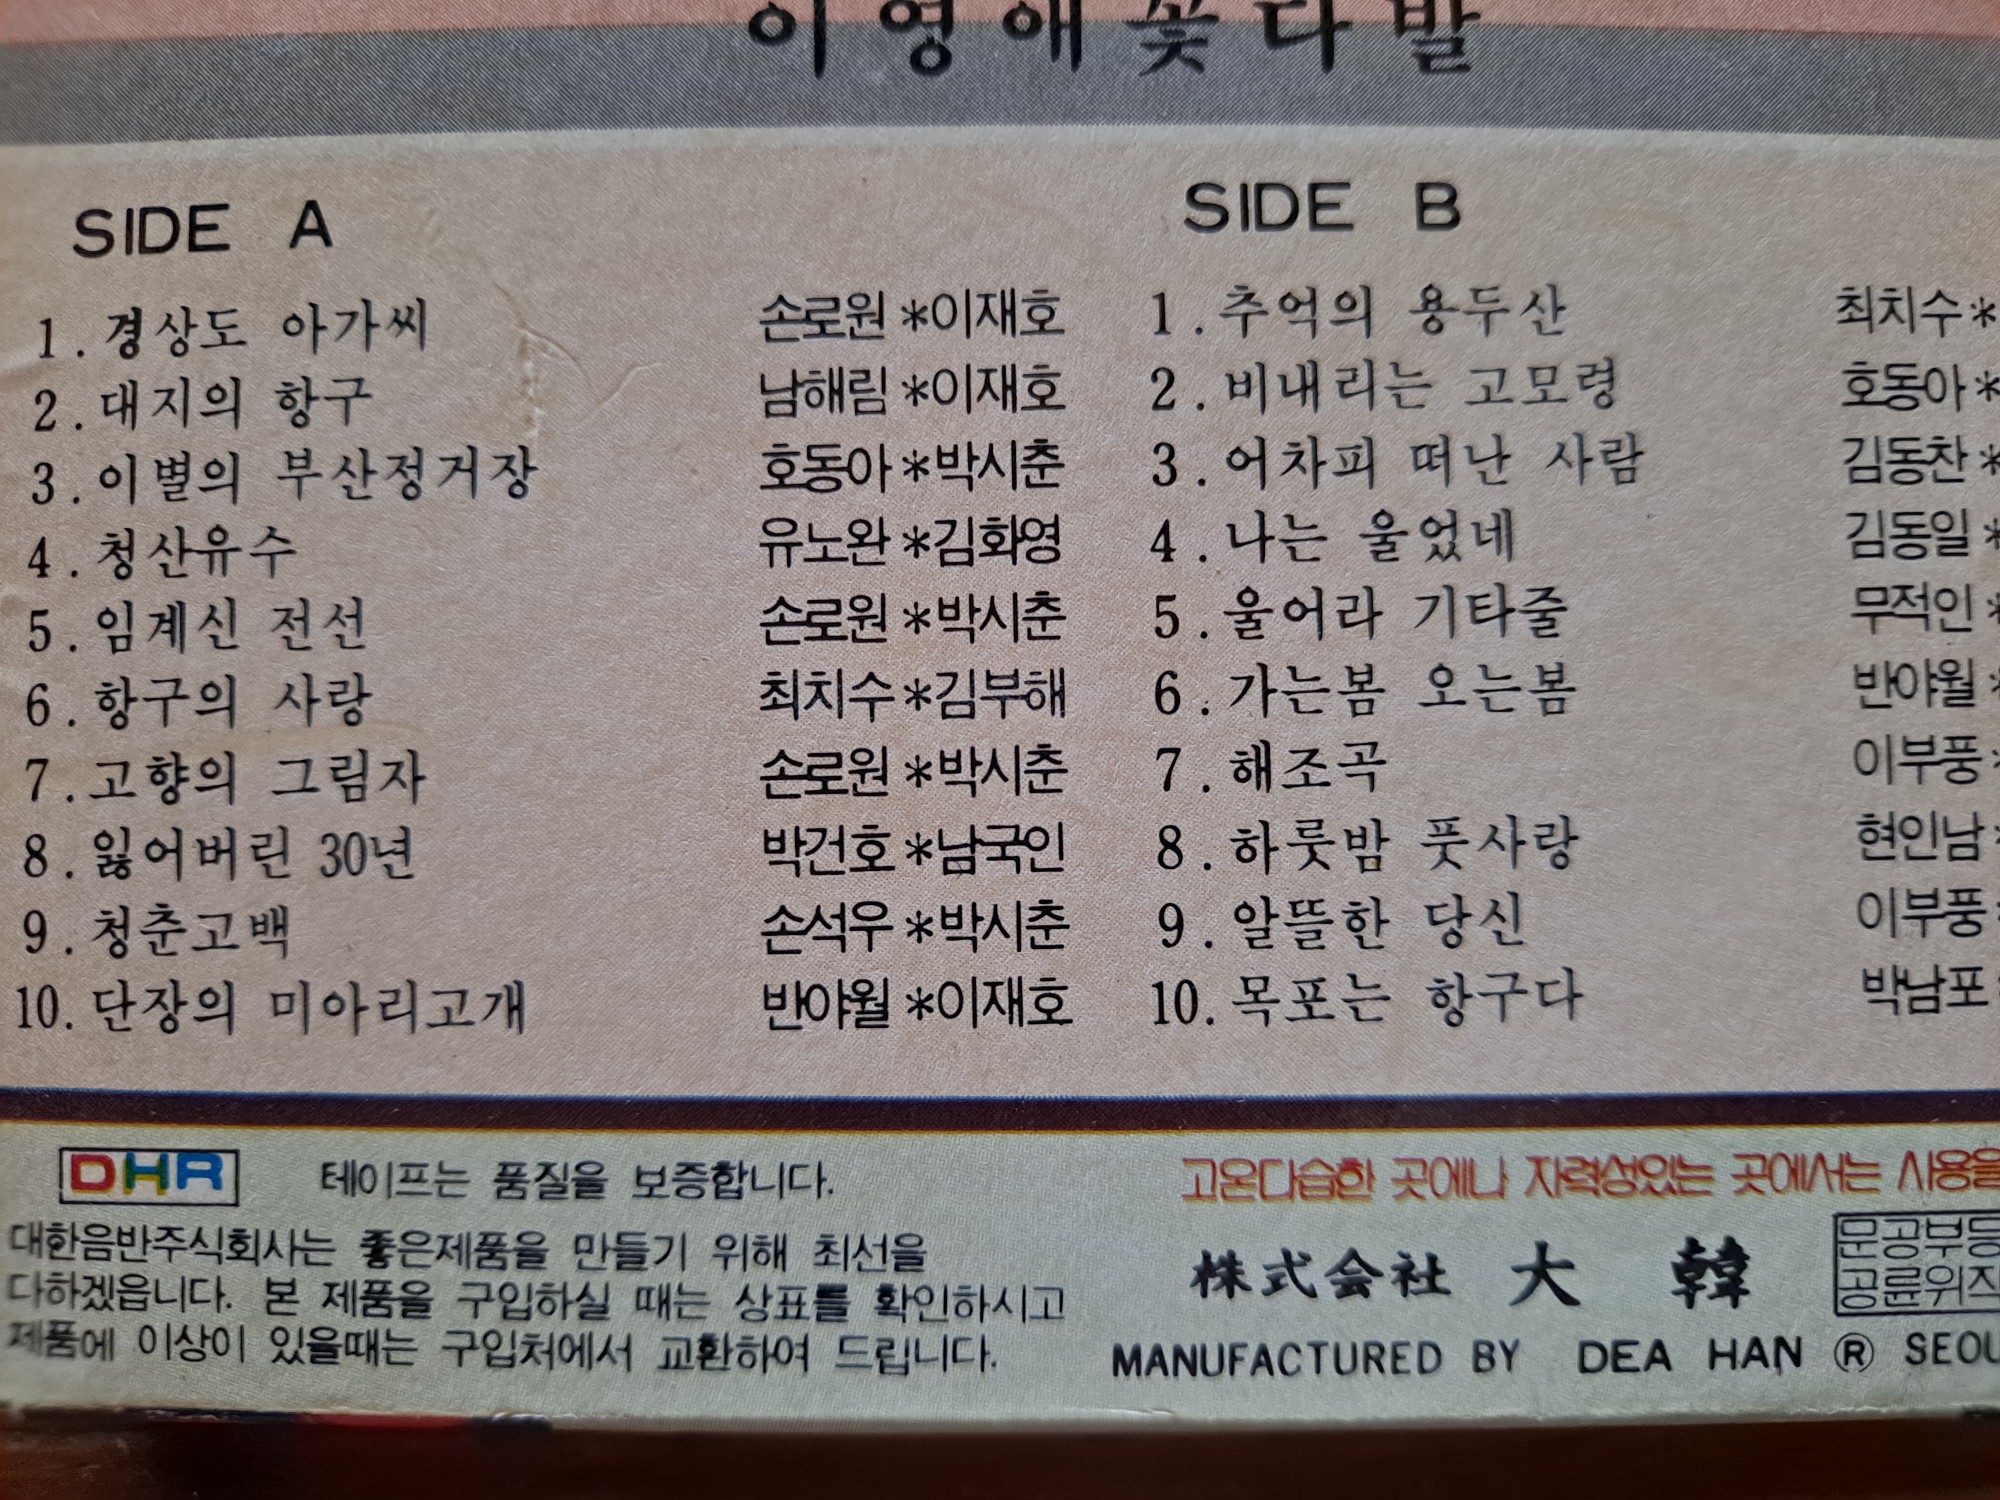 이영애꽃다발
SIDE A
1. 경상도 아가씨 손로원*이재호
2. 대지의 항구 남해림*이재호
3. 이별의 부산정거장 호동아*박시춘
4. 청산유수 유노완*김화영
5. 임계신 전선 손로원*박시춘
6. 항구의 사랑 최치수*김부해
7. 고향의 그림자 손로원*박시춘
8. 잃어버린 30년 박건호*남국인
9. 청춘고백 손석우*박시춘
10. 단장의 미아리고개 반야월*이재호
SIDE B
1. 추억의 용두산 최치수*
2. 비내리는 고모령 호동아*
3. 어차피 떠난 사람 김동찬*
4. 나는 울었네 김동일*
5. 울어라 기타줄 무적인*
6. 가는봄 오는봄 반야월*
7. 해조곡 이부풍*
8. 하룻밤 풋사랑 현인남*
9. 알뜰한 당신 이부풍
10. 목포는 항구다 박남포
DHR 테이프는 품질을 보증합니다.
대한음반주식회사는 좋은제품을 만들기 위해 최선을
다하겠읍니다. 본 제품을 구입하실 때는 상표를 확인하시고
제품에 이상이 있을때는 구입처에서 교환하여 드립니다.
고온다습한 곳에나 자력성있는 곳에서는 사용을
株式会社 大韓
문공부등
공륜위
MANUFACTURED BY DEA HAN ® SEOU